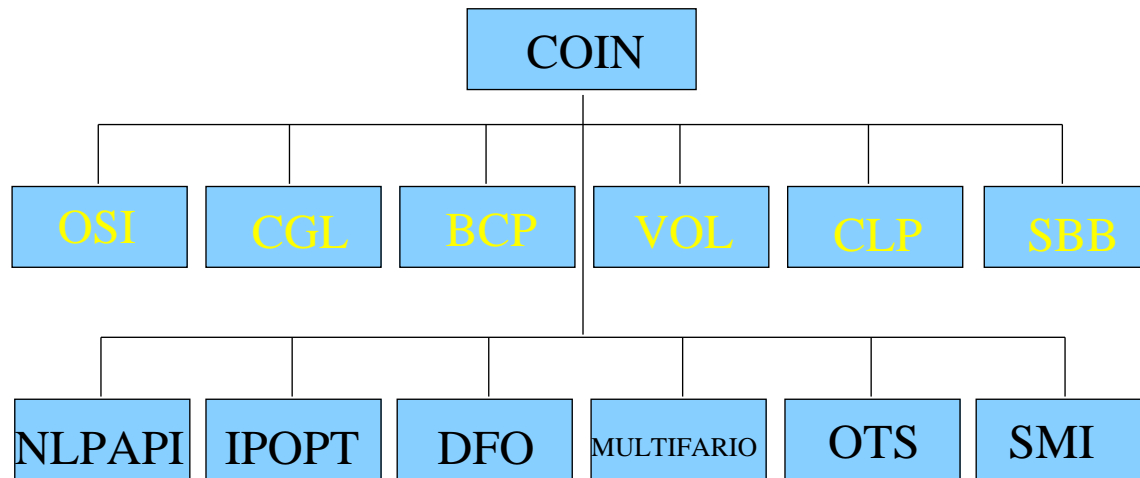 COIN
OSI CGL BCP VOL CLP SBB
NLPAPI IPOPT DFO MULTIFARIO OTS SMI